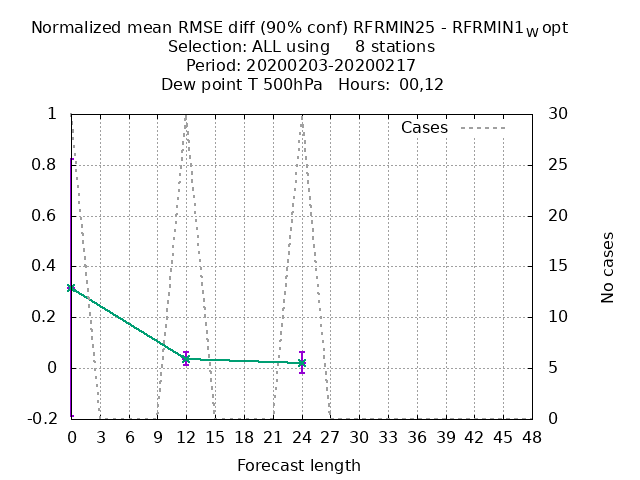 Normalized mean RMSE diff (90% conf) RFRMIN25 - RFRMIN1wopt
Selection: ALL using 8 stations
Period: 20200203-20200217
Dew point T 500hPa Hours: 00,12
Cases
1
0.8
0.6
0.4
0.2
0
-0.2
30
25
20
15
10
5
0
No cases
0 3 6 9 12 15 18 21 24 27 30 33 36 39 42 45 48
Forecast length